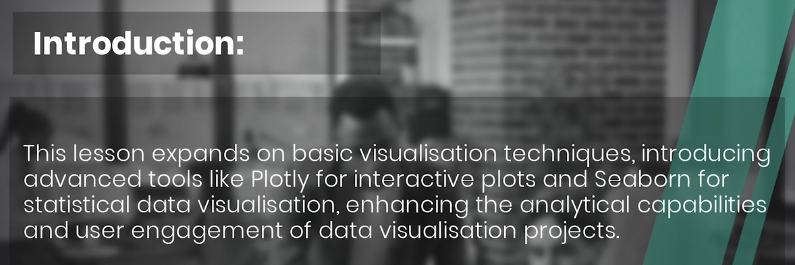 Introduction:
This lesson expands on basic visualisation techniques, introducing
advanced tools like Plotly for interactive plots and Seaborn for
statistical data visualisation, enhancing the analytical capabilities
and user engagement of data visualisation projects.